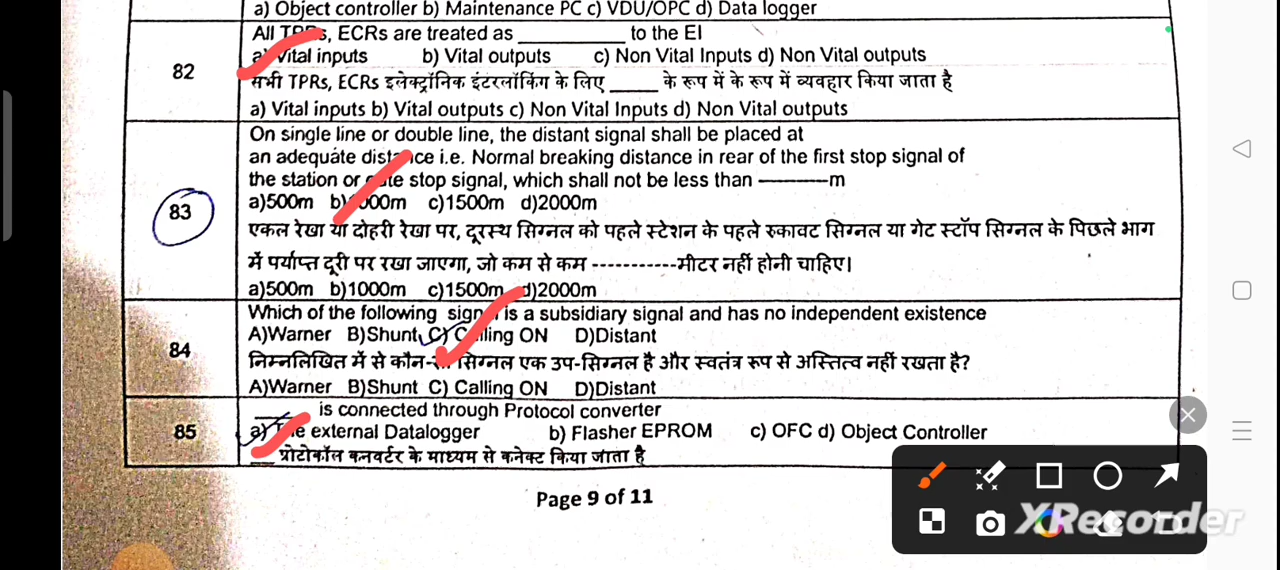 a) Object controller b) Maintenance PC c) VDU/OPC d) Data logger
82
All TPRs, ECRs are treated as __________ to the EI
a) Vital inputs b) Vital outputs c) Non Vital Inputs d) Non Vital outputs
सभी TPRs, ECRs इलेक्ट्रॉनिक इंटरलॉकिंग के लिए _____ के रूप में के रूप में व्यवहार किया जाता है
a) Vital inputs b) Vital outputs c) Non Vital Inputs d) Non Vital outputs
83
On single line or double line, the distant signal shall be placed at
an adequate distance i.e. Normal breaking distance in rear of the first stop signal of
the station or gate stop signal, which shall not be less than ---------m
a)500m b)1000m c)1500m d)2000m
एकल रेखा या दोहरी रेखा पर, दूरस्थ सिग्नल को पहले स्टेशन के पहले रुकावट सिग्नल या गेट स्टॉप सिग्नल के पिछले भाग
में पर्याप्त दूरी पर रखा जाएगा, जो कम से कम -----------मीटर नहीं होनी चाहिए।
a)500m b)1000m c)1500m d)2000m
84
Which of the following signal is a subsidiary signal and has no independent existence
A)Warner B)Shunt C) Calling ON D)Distant
निम्नलिखित में से कौन-सा सिग्नल एक उप-सिग्नल है और स्वतंत्र रूप से अस्तित्व नहीं रखता है?
A)Warner B)Shunt C) Calling ON D)Distant
85
_____ is connected through Protocol converter
a) The external Datalogger b) Flasher EPROM c) OFC d) Object Controller
__ प्रोटोकॉल कनवर्टर के माध्यम से कनेक्ट किया जाता है
Page 9 of 11
XRecorder